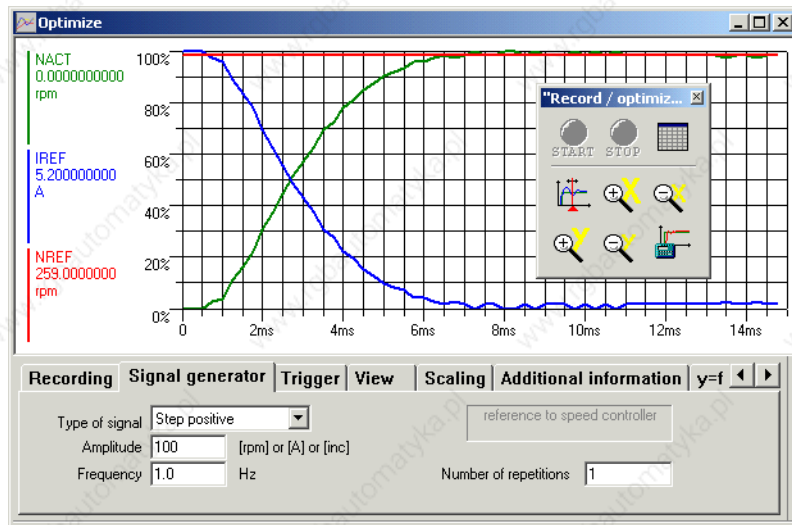 Optimize
NACT
0.0000000000
rpm
IREF
5.200000000
A
NREF
259.0000000
rpm
100%
80%
60%
40%
20%
0%
0 2ms 4ms 6ms 8ms 10ms 12ms 14ms
"Record / optimiz...
START STOP
Recording Signal generator Trigger View Scaling Additional information y=f
Type of signal Step positive
reference to speed controller
Amplitude 100 [rpm] or [A] or [inc]
Frequency 1.0 Hz Number of repetitions 1
www.rgbautomatyka.pl